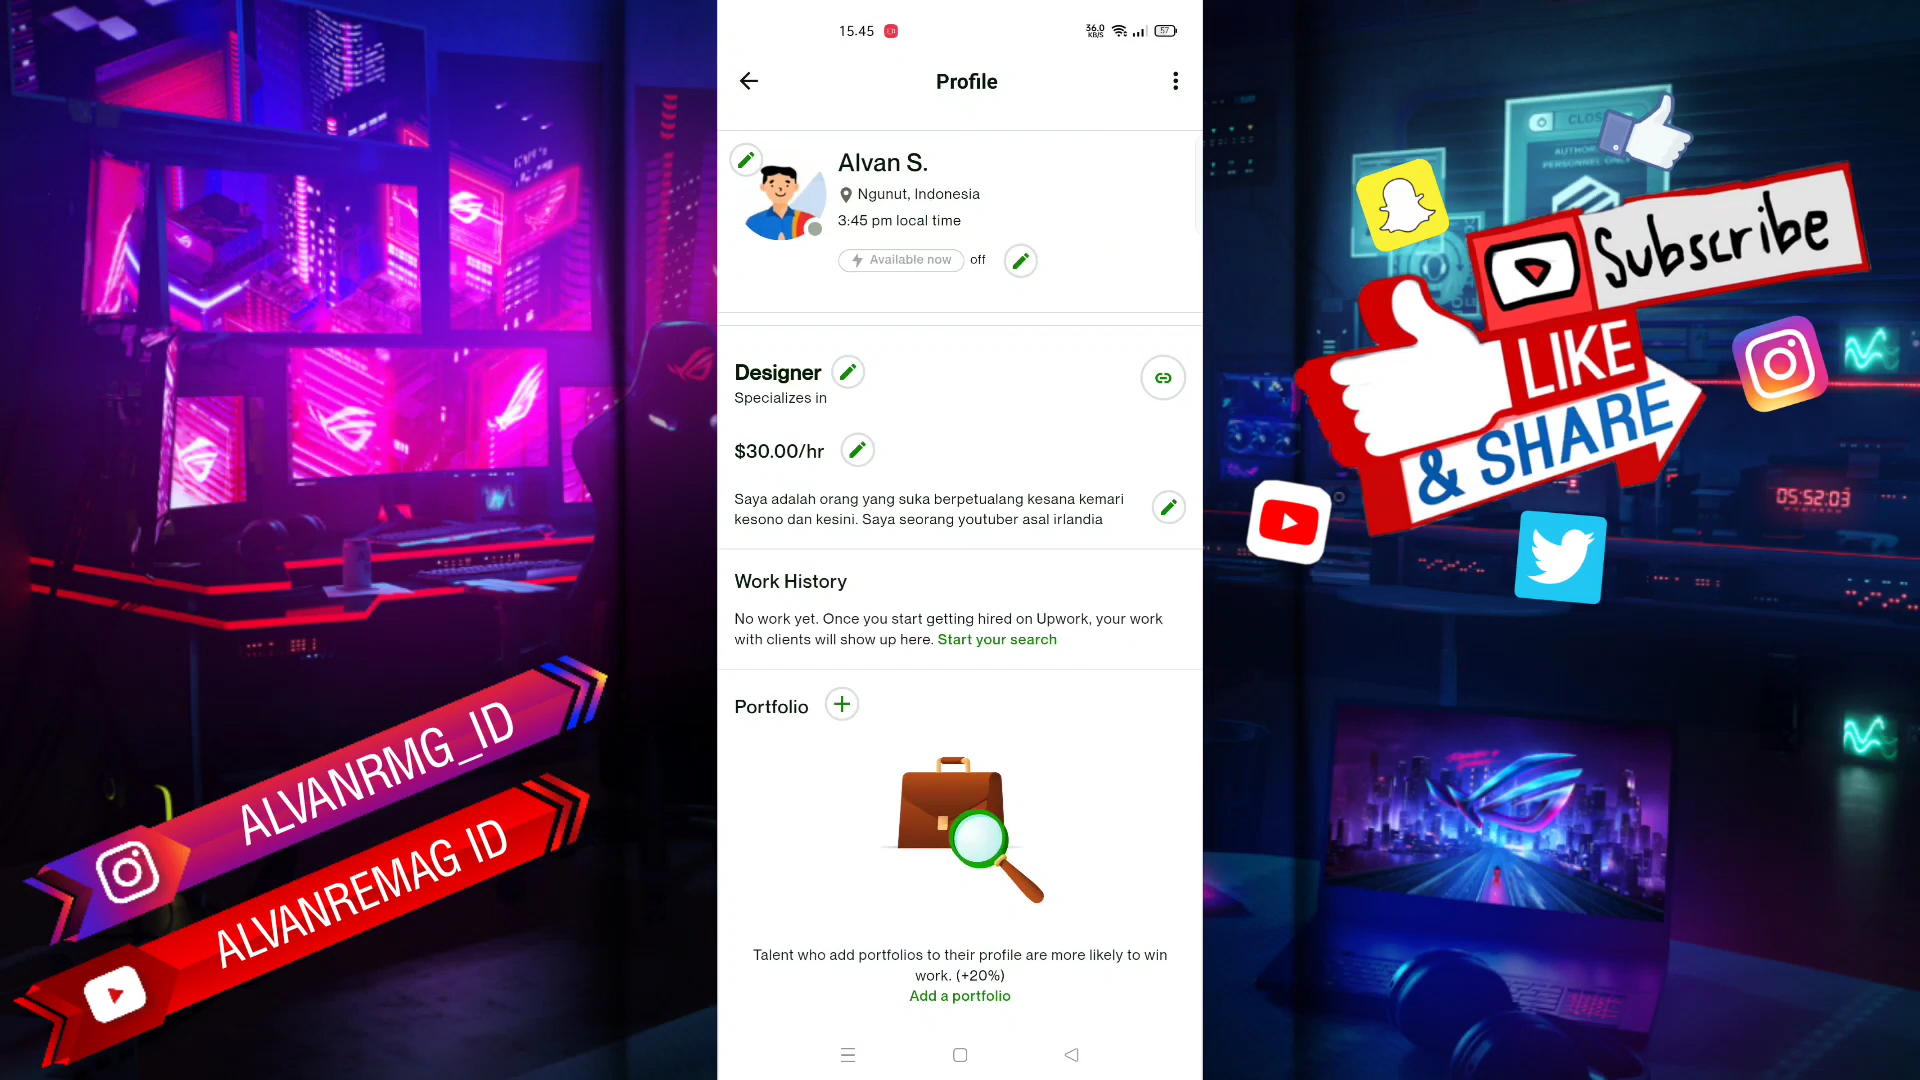 15.45
36.0
KB/S
57
Profile
Alvan S.
Ngunut, Indonesia
3:45 pm local time
Available now
off
Designer
Specializes in
$30.00/hr
Saya adalah orang yang suka berpetualang kesana kemari
kesono dan kesini. Saya seorang youtuber asal irlandia
Work History
No work yet. Once you start getting hired on Upwork, your work
with clients will show up here. Start your search
Portfolio
Talent who add portfolios to their profile are more likely to win
work. (+20%)
Add a portfolio
ALVANRMG_ID
ALVANREMAG ID
Subscribe
LIKE
& SHARE
05:52:03